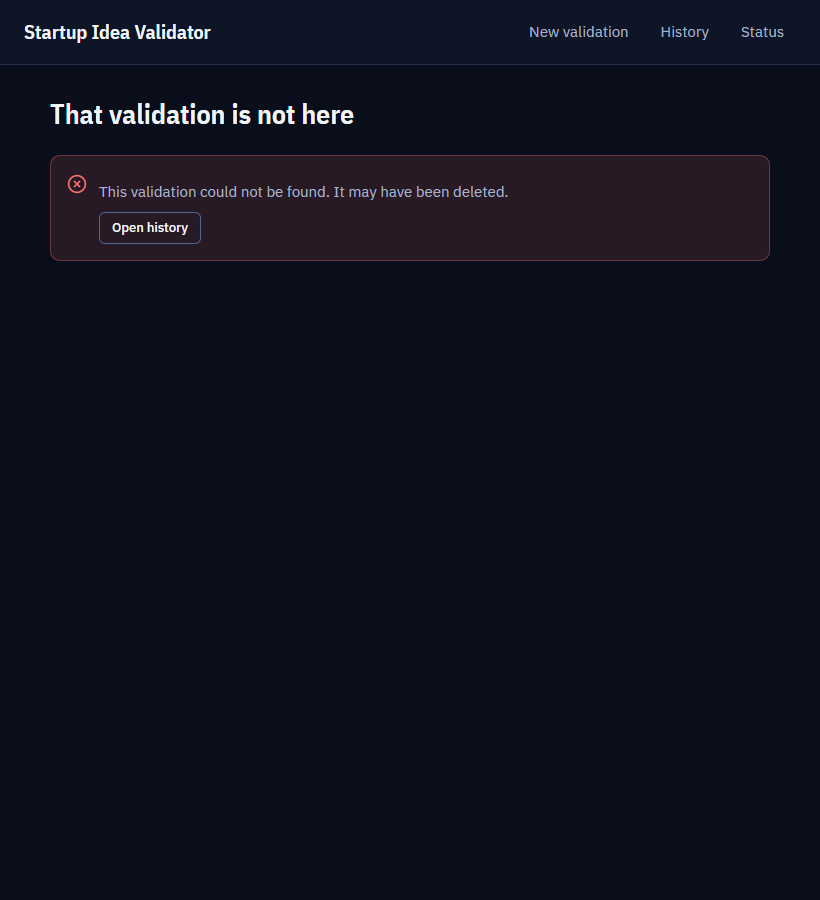 Startup Idea Validator
New validation
History
Status
That validation is not here
This validation could not be found. It may have been deleted.
Open history